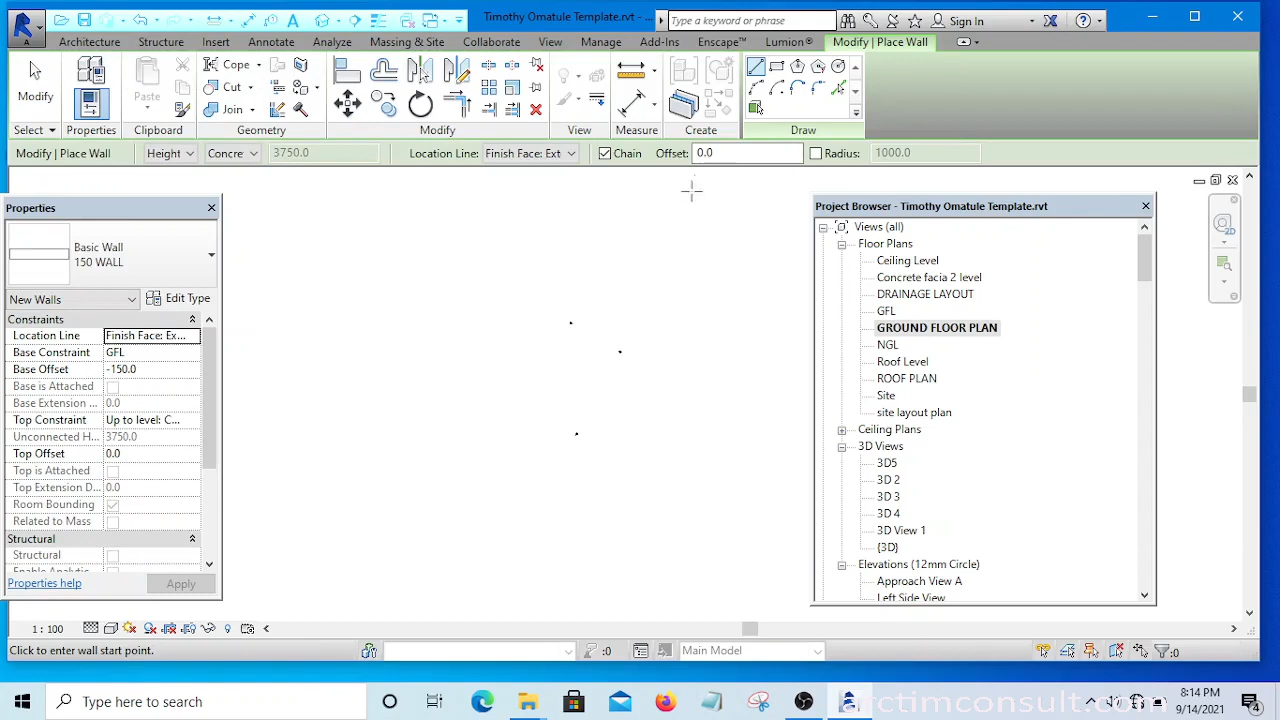 Timothy Omatule Template.rvt - ...
Type a keyword or phrase
Sign In
Architecture Structure Insert Annotate Analyze Massing & Site Collaborate View Manage Add-Ins Enscape™ Lumion® Modify | Place Wall
Modify
Paste
Cope
Cut
Join
Select Properties Clipboard Geometry Modify View Measure Create Draw
Modify | Place Wall Height Concre 3750.0 Location Line: Finish Face: Ext Chain Offset: 0.0 Radius: 1000.0
Properties
Basic Wall
150 WALL
New Walls Edit Type
Constraints
Location Line Finish Face: Ex...
Base Constraint GFL
Base Offset -150.0
Base is Attached
Base Extension ... 0.0
Top Constraint Up to level: C...
Unconnected H... 3750.0
Top Offset 0.0
Top is Attached
Top Extension D... 0.0
Room Bounding
Related to Mass
Structural
Structural
Properties help Apply
Project Browser - Timothy Omatule Template.rvt
Views (all)
Floor Plans
Ceiling Level
Concrete facia 2 level
DRAINAGE LAYOUT
GFL
GROUND FLOOR PLAN
NGL
Roof Level
ROOF PLAN
Site
site layout plan
Ceiling Plans
3D Views
3D5
3D 2
3D 3
3D 4
3D View 1
{3D}
Elevations (12mm Circle)
Approach View A
Left Side View
2D
1 : 100
Click to enter wall start point.
:0
Main Model
:0
Type here to search
arctimconsult.com
8:14 PM
9/14/2021
4